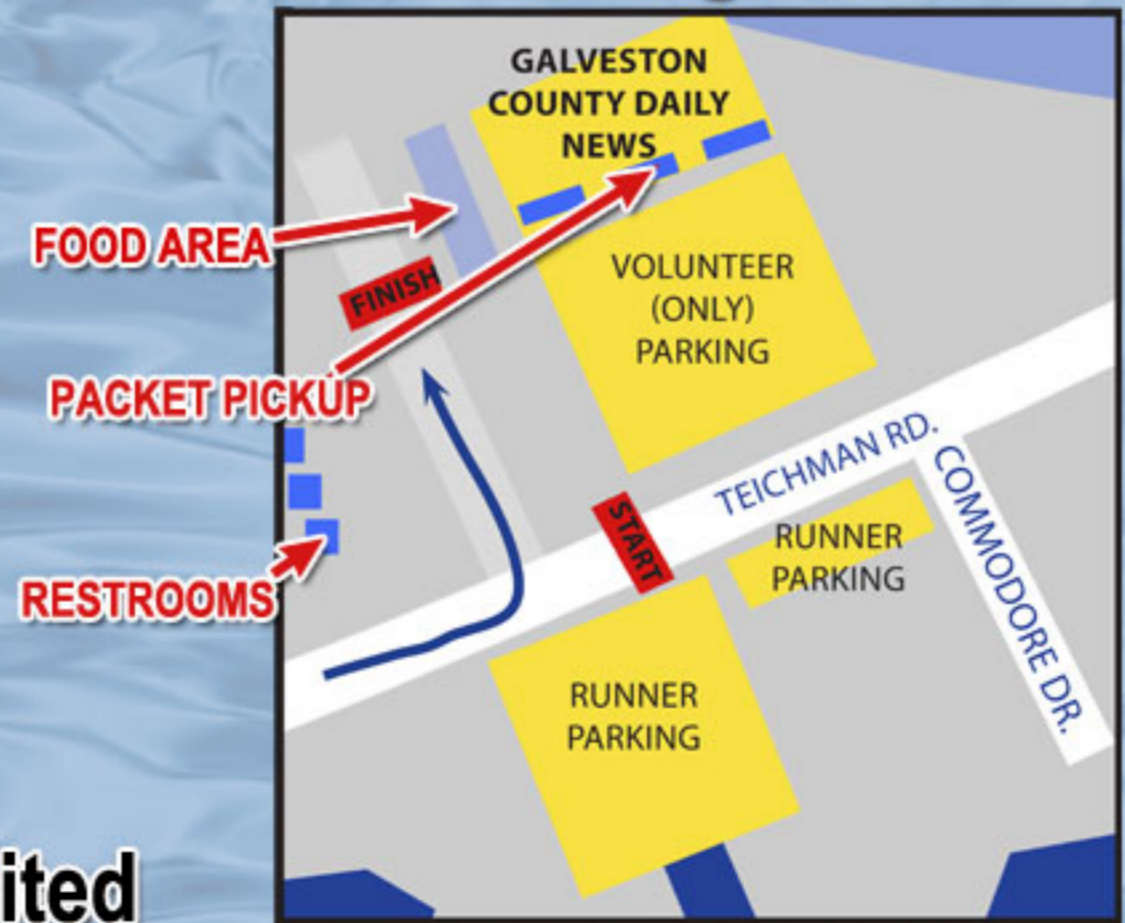 GALVESTON
COUNTY DAILY
NEWS
FOOD AREA
FINISH
VOLUNTEER
(ONLY)
PARKING
PACKET PICKUP
TEICHMAN RD.
COMMODORE DR.
START
RUNNER
PARKING
RESTROOMS
RUNNER
PARKING
ited